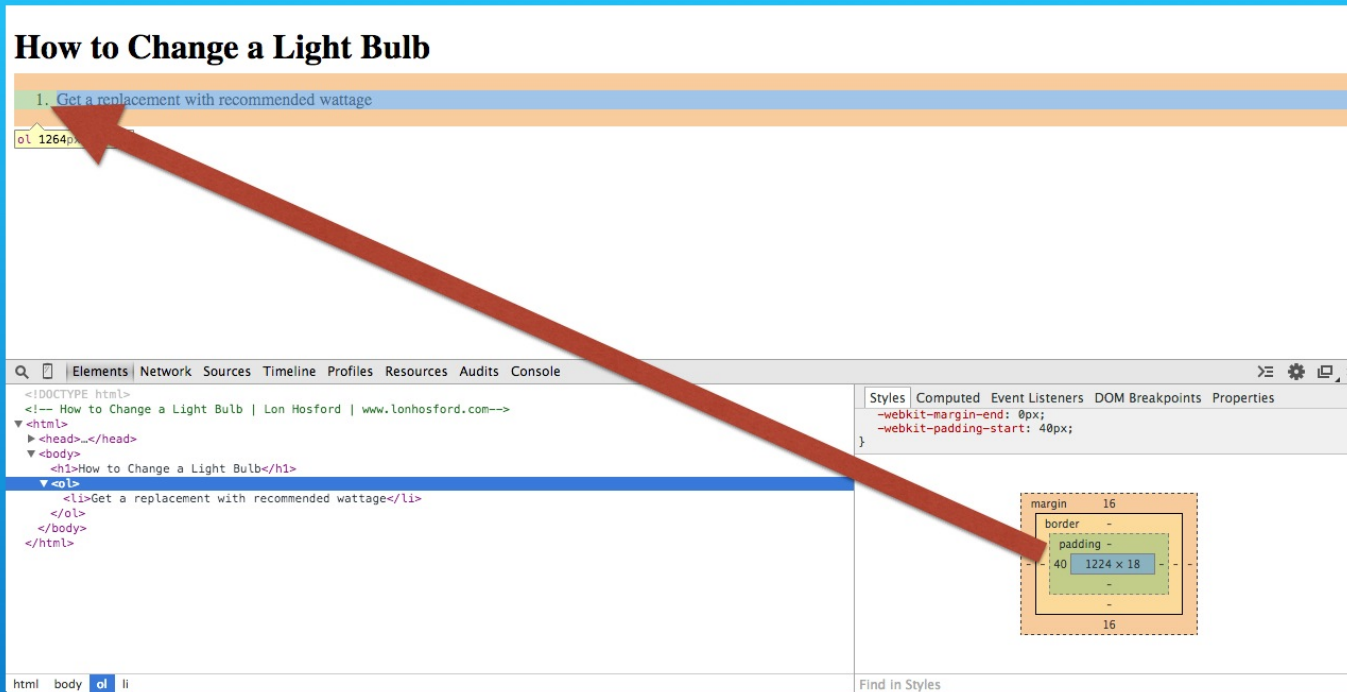 How to Change a Light Bulb
1. Get a replacement with recommended wattage
ol 1264px
Elements Network Sources Timeline Profiles Resources Audits Console
<!DOCTYPE html>
<!-- How to Change a Light Bulb | Lon Hosford | www.lonhosford.com-->
▼<html>
▶<head>…</head>
▼<body>
<h1>How to Change a Light Bulb</h1>
▼<ol>
<li>Get a replacement with recommended wattage</li>
</ol>
</body>
</html>
html body ol li
Styles Computed Event Listeners DOM Breakpoints Properties
-webkit-margin-end: 0px;
-webkit-padding-start: 40px;
}
margin 16
border -
padding -
- - 40 1224 × 18 - - -
-
-
16
Find in Styles